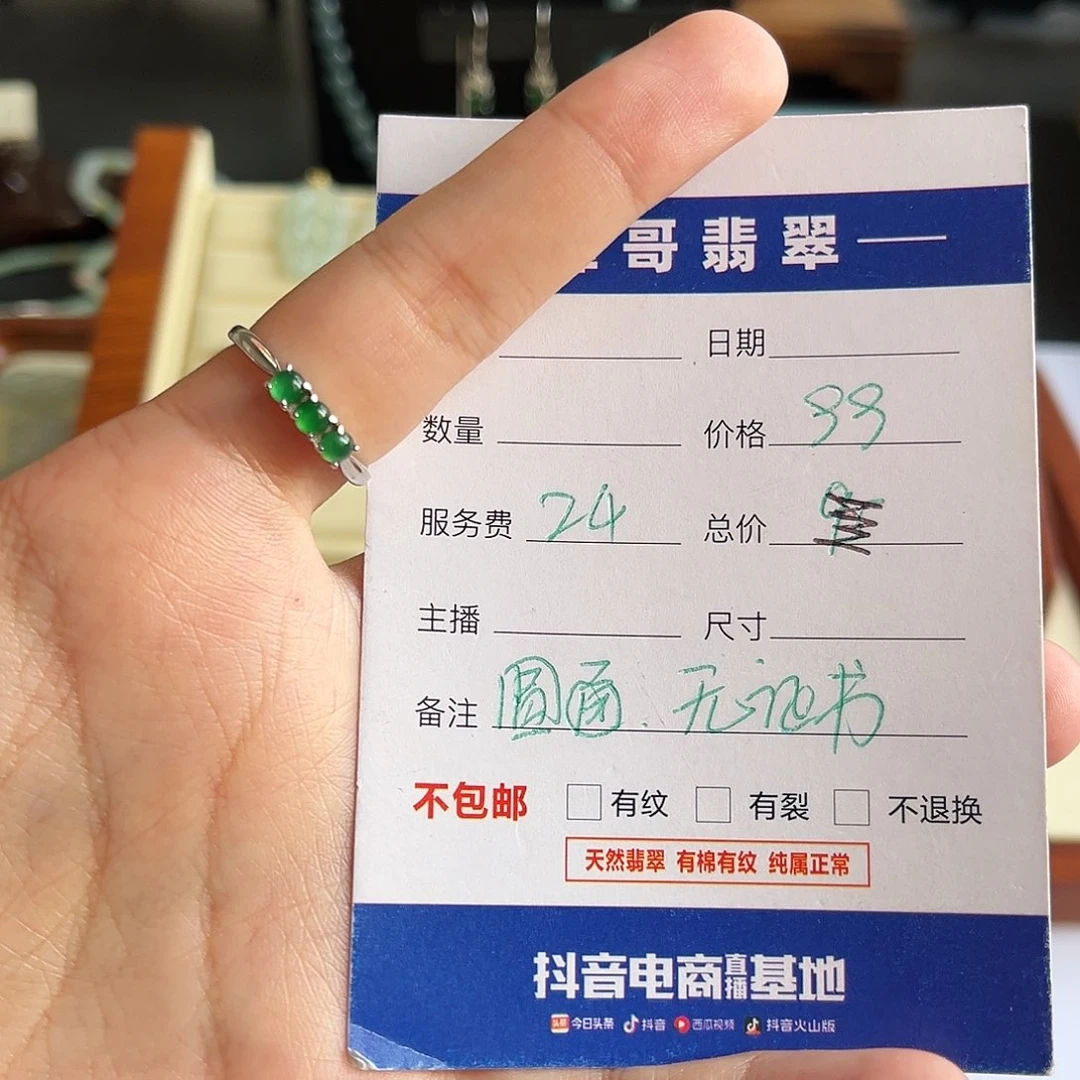 哥翡翠
日期
数量 价格 33
服务费 24 总价
主播 尺寸
备注 圆圈. 无证书
不包邮 有纹 有裂 不退换
天然翡翠 有棉有纹 纯属正常
抖音电商直播基地
头条 今日头条 抖音 西瓜视频 抖音火山版